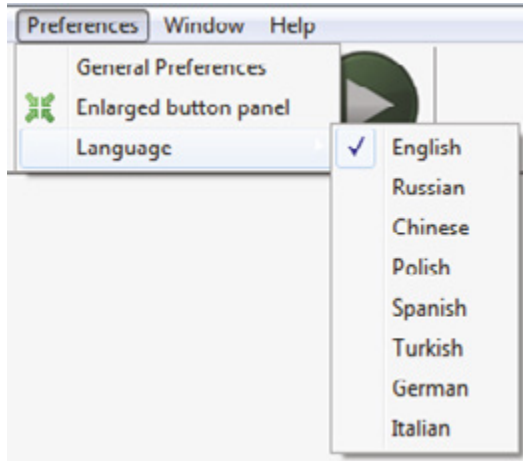 Preferences Window Help
General Preferences
Enlarged button panel
Language
English
Russian
Chinese
Polish
Spanish
Turkish
German
Italian